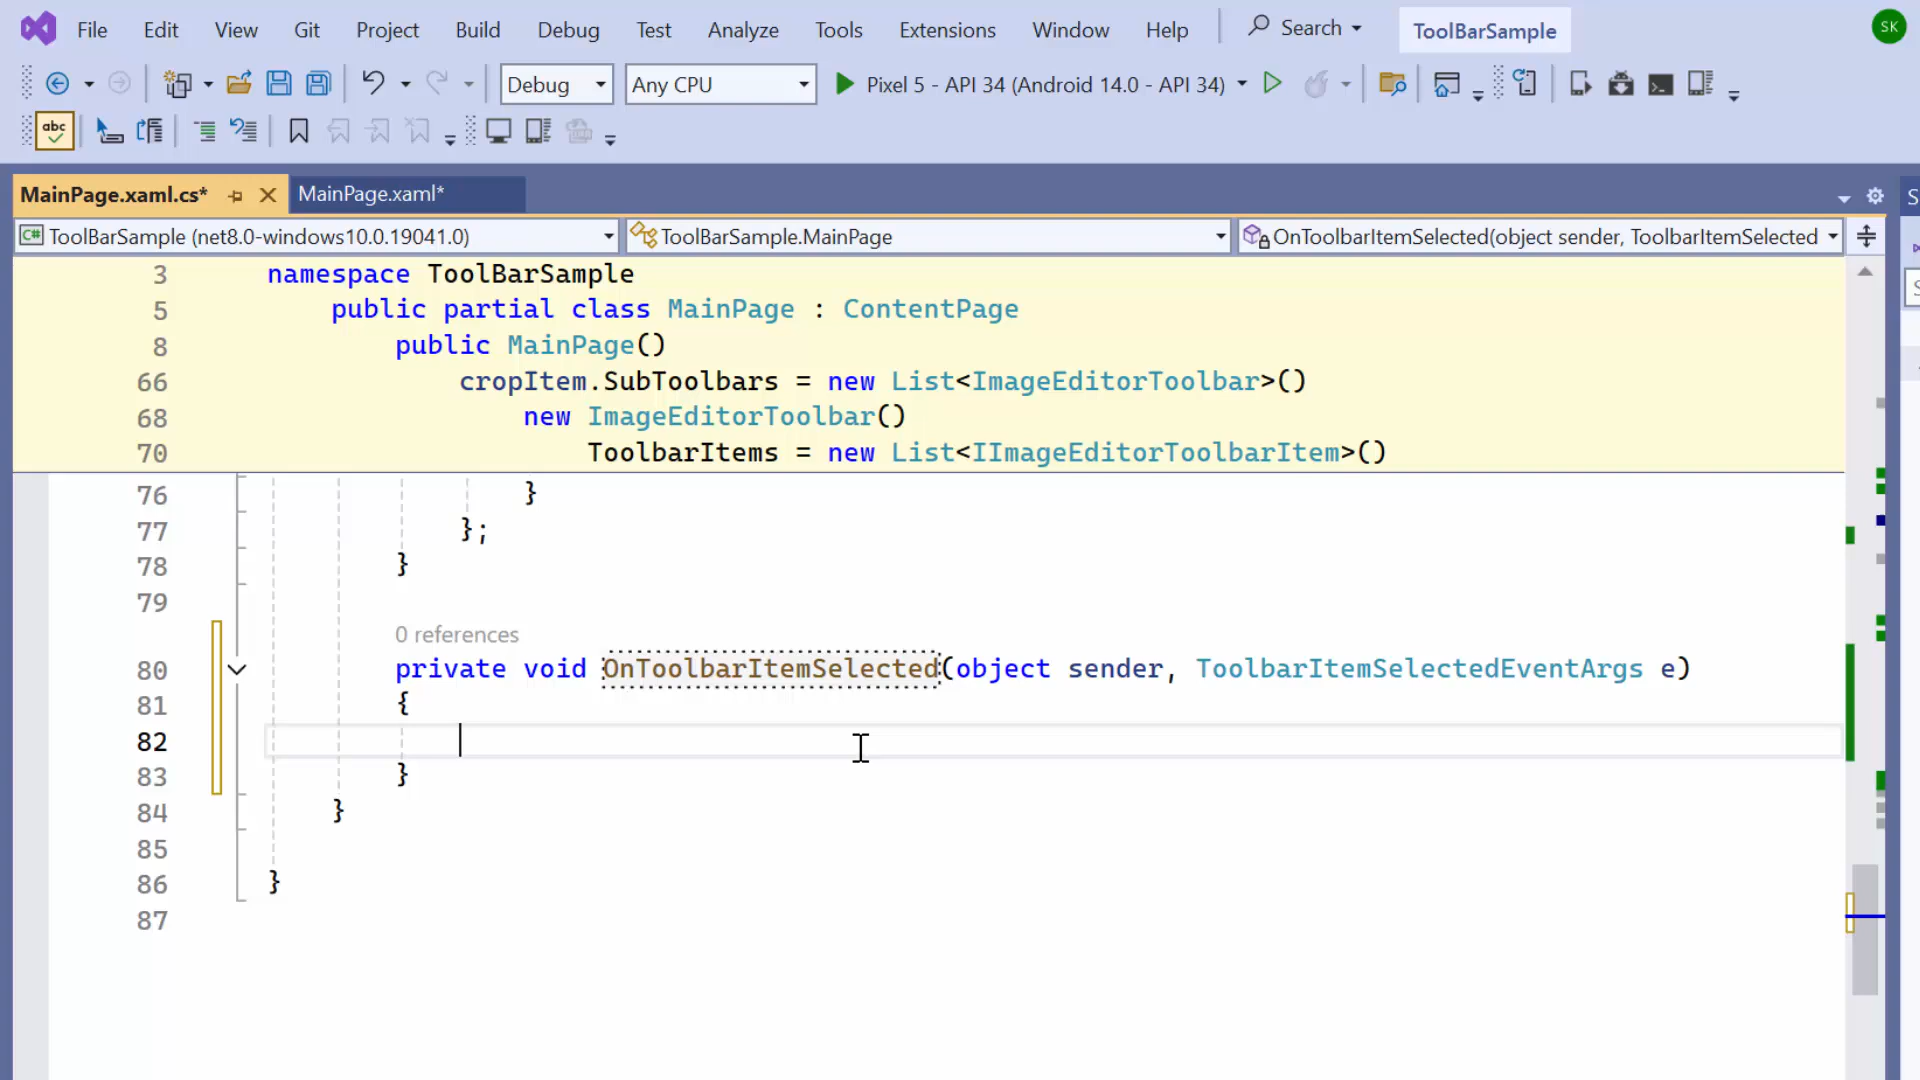 File Edit View Git Project Build Debug Test Analyze Tools Extensions Window Help Search ToolBarSample SK
Debug Any CPU Pixel 5 - API 34 (Android 14.0 - API 34)
abc
MainPage.xaml.cs* MainPage.xaml* S
C# ToolBarSample (net8.0-windows10.0.19041.0) ToolBarSample.MainPage OnToolbarItemSelected(object sender, ToolbarItemSelected
3 namespace ToolBarSample
5 public partial class MainPage : ContentPage
8 public MainPage()
66 cropItem.SubToolbars = new List<ImageEditorToolbar>()
68 new ImageEditorToolbar()
70 ToolbarItems = new List<IImageEditorToolbarItem>()
76 }
77 };
78 }
79
0 references
80 private void OnToolbarItemSelected(object sender, ToolbarItemSelectedEventArgs e)
81 {
82
83 }
84 }
85
86 }
87